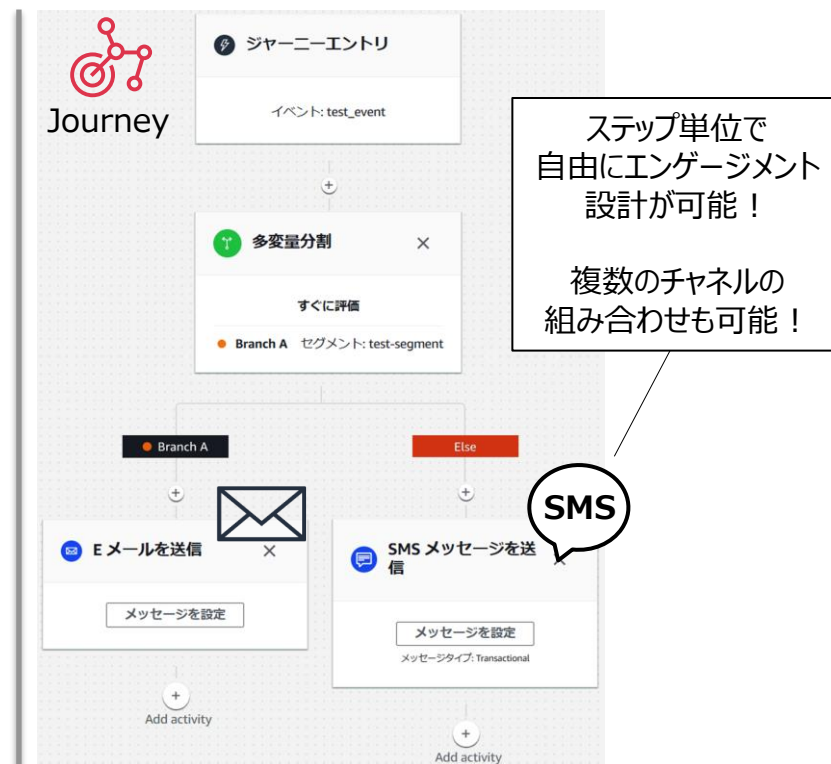 Journey
ジャーニーエントリ
イベント: test_event
ステップ単位で
自由にエンゲージメント
設計が可能！
複数のチャネルの
組み合わせも可能！
多変量分割
すぐに評価
Branch A セグメント: test-segment
Branch A
Else
SMS
E メールを送信
メッセージを設定
Add activity
SMS メッセージを送
信
メッセージを設定
メッセージタイプ: Transactional
Add activity